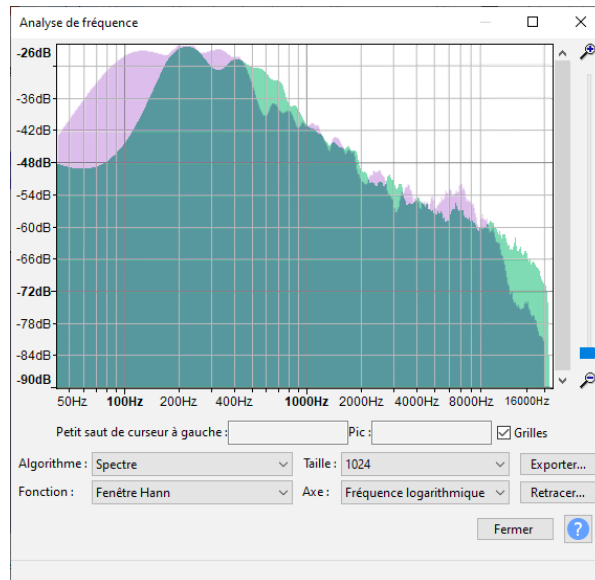 Analyse de fréquence
-26dB
-36dB
-42dB
-48dB
-54dB
-60dB
-66dB
-72dB
-78dB
-84dB
-90dB
50Hz 100Hz 200Hz 400Hz 1000Hz 2000Hz 4000Hz 8000Hz 16000Hz
Petit saut de curseur à gauche : Pic : Grilles
Algorithme : Spectre Taille : 1024 Exporter...
Fonction : Fenêtre Hann Axe : Fréquence logarithmique Retracer...
Fermer ?